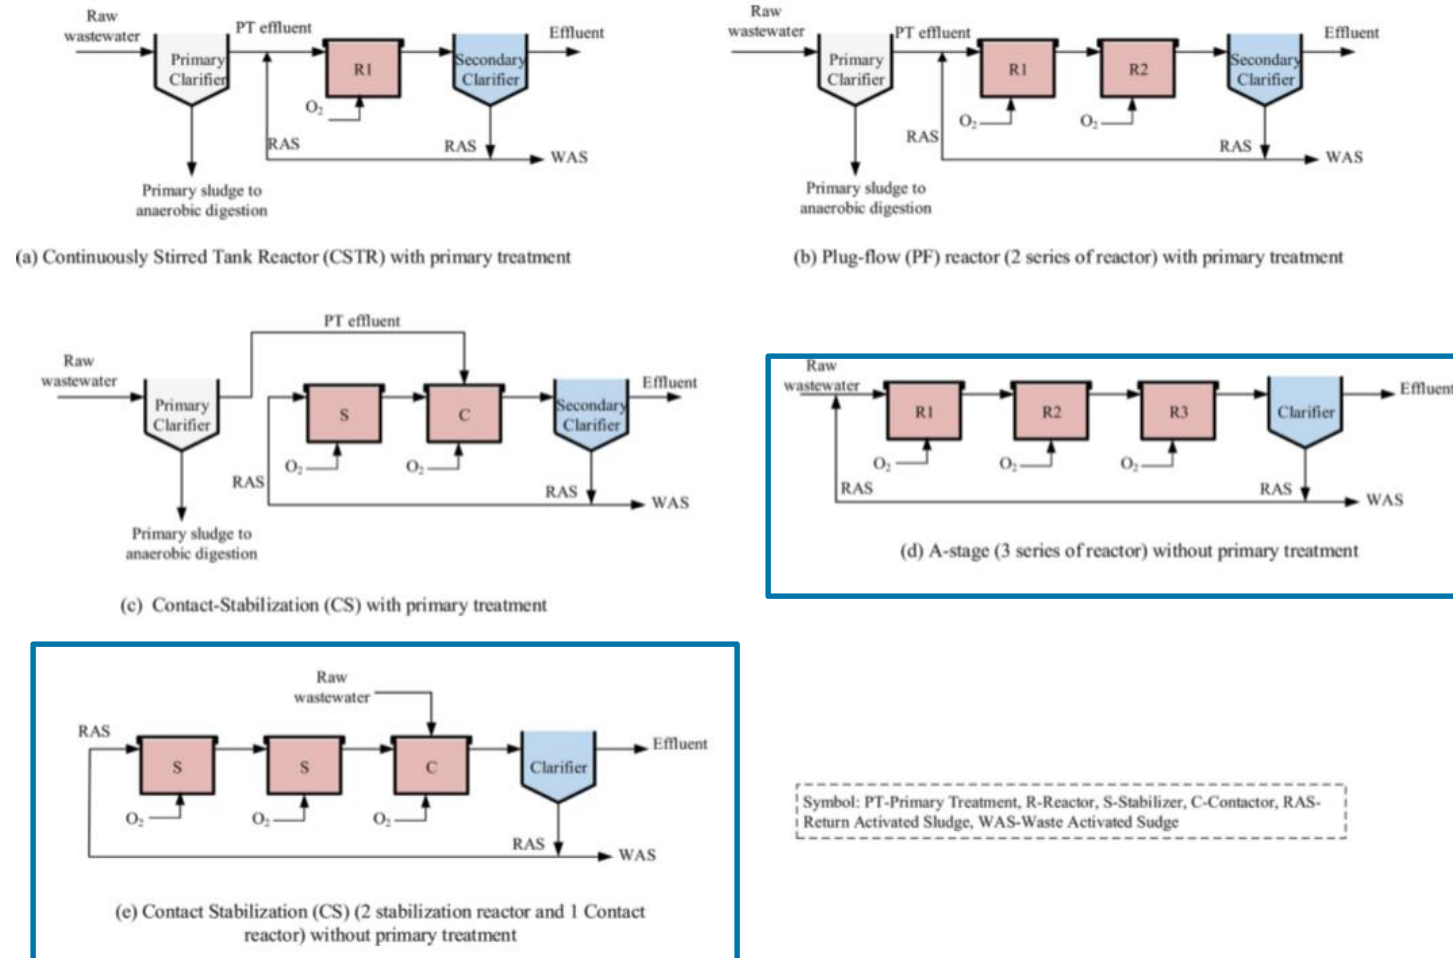 Raw
wastewater
PT effluent
Effluent
Primary
Clarifier
R1
Secondary
Clarifier
O₂
RAS
RAS
WAS
Primary sludge to
anaerobic digestion
(a) Continuously Stirred Tank Reactor (CSTR) with primary treatment
Raw
wastewater
PT effluent
Effluent
Primary
Clarifier
R1
R2
Secondary
Clarifier
O₂
O₂
RAS
RAS
WAS
Primary sludge to
anaerobic digestion
(b) Plug-flow (PF) reactor (2 series of reactor) with primary treatment
PT effluent
Raw
wastewater
Effluent
Primary
Clarifier
S
C
Secondary
Clarifier
O₂
O₂
RAS
RAS
WAS
Primary sludge to
anaerobic digestion
(c) Contact-Stabilization (CS) with primary treatment
Raw
wastewater
Effluent
R1
R2
R3
Clarifier
O₂
O₂
O₂
RAS
RAS
WAS
(d) A-stage (3 series of reactor) without primary treatment
Raw
wastewater
RAS
Effluent
S
S
C
Clarifier
O₂
O₂
O₂
RAS
WAS
(e) Contact Stabilization (CS) (2 stabilization reactor and 1 Contact
reactor) without primary treatment
Symbol: PT-Primary Treatment, R-Reactor, S-Stabilizer, C-Contactor, RAS-
Return Activated Sludge, WAS-Waste Activated Sudge